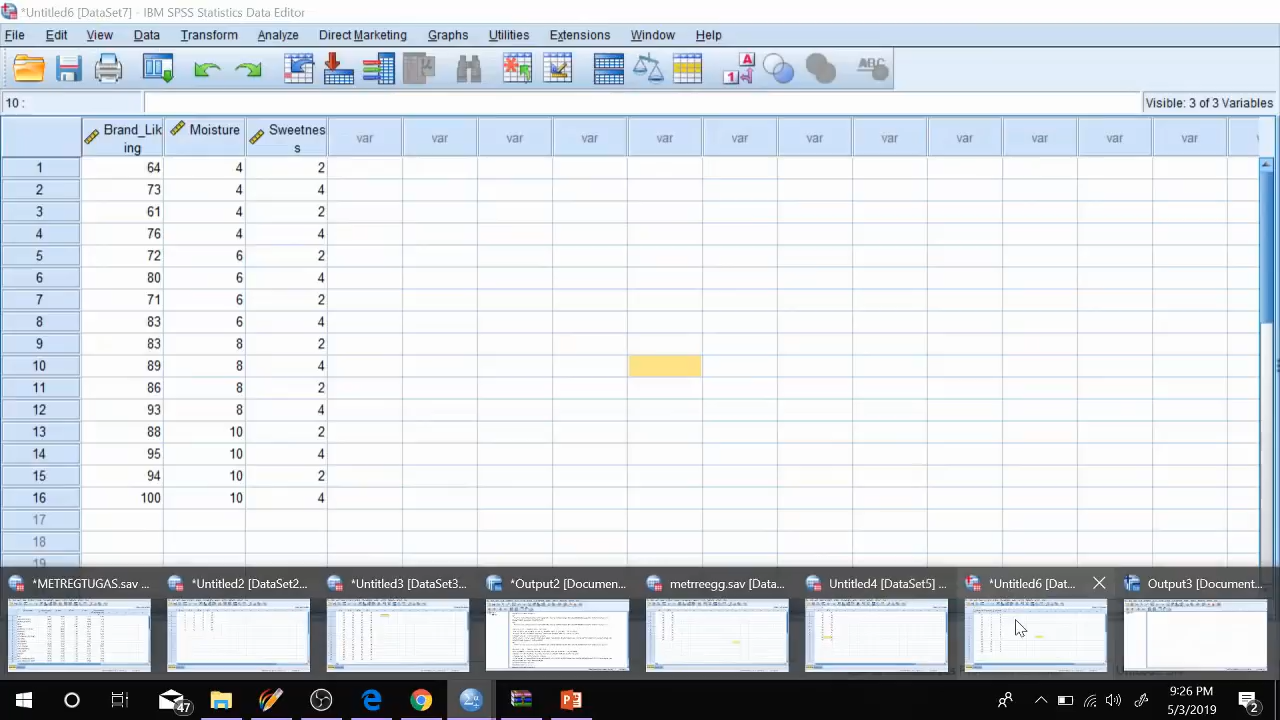 *Untitled6 [DataSet7] - IBM SPSS Statistics Data Editor
File Edit View Data Transform Analyze Direct Marketing Graphs Utilities Extensions Window Help
10 :
Visible: 3 of 3 Variables
Brand_Lik Moisture Sweetnes var var var var var var var var var var var var
ing s
1 64 4 2
2 73 4 4
3 61 4 2
4 76 4 4
5 72 6 2
6 80 6 4
7 71 6 2
8 83 6 4
9 83 8 2
10 89 8 4
11 86 8 2
12 93 8 4
13 88 10 2
14 95 10 4
15 94 10 2
16 100 10 4
17
18
19
*METREGTUGAS.sav ... *Untitled2 [DataSet2... *Untitled3 [DataSet3... *Output2 [Documen... metrreegg.sav [Data... Untitled4 [DataSet5] ... *Untitled6 [Dat... Output3 [Document...
47
9:26 PM
5/3/2019
2